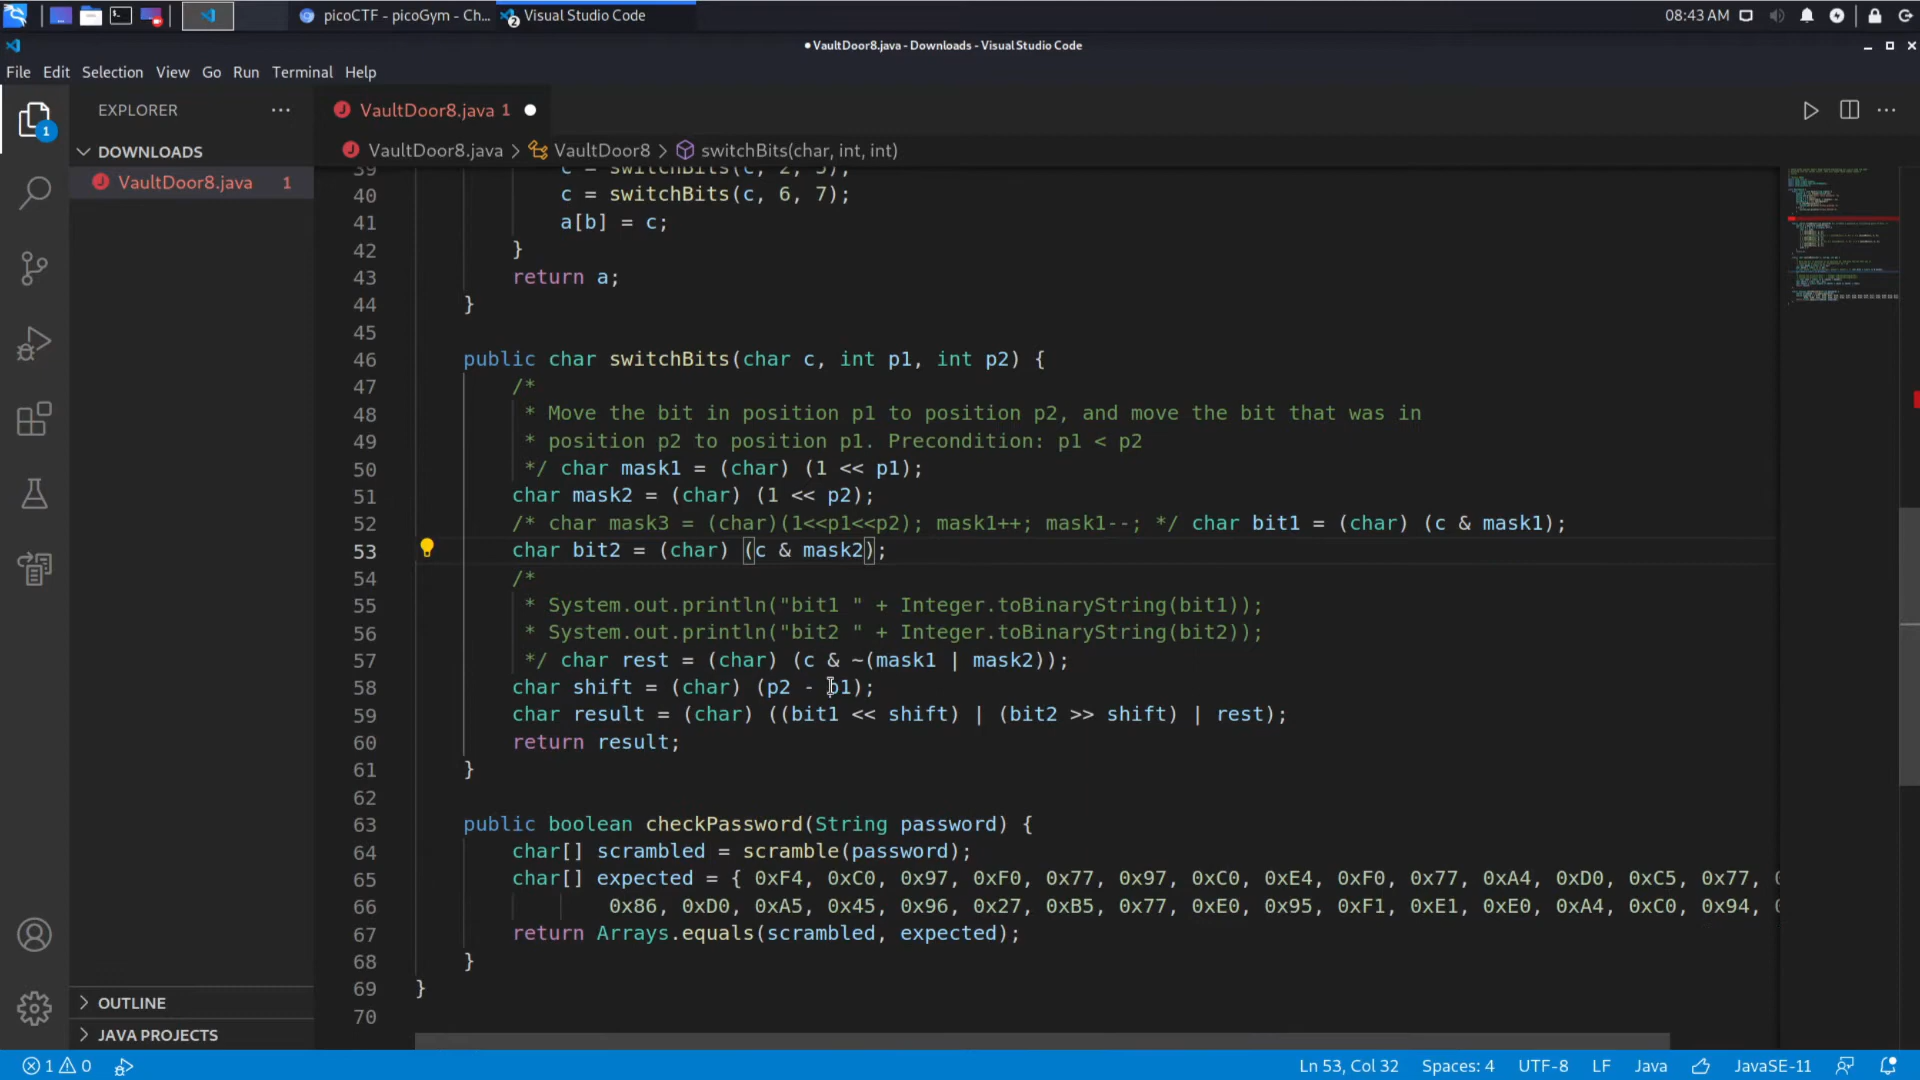 picoCTF - picoGym - Ch...
Visual Studio Code
08:43 AM
VaultDoor8.java - Downloads - Visual Studio Code
File Edit Selection View Go Run Terminal Help
EXPLORER
VaultDoor8.java 1
DOWNLOADS
VaultDoor8.java > VaultDoor8 > switchBits(char, int, int)
VaultDoor8.java 1
39 c = switchBits(c, 2, 5);
40 c = switchBits(c, 6, 7);
41 a[b] = c;
42 }
43 return a;
44 }
45
46 public char switchBits(char c, int p1, int p2) {
47 /*
48 * Move the bit in position p1 to position p2, and move the bit that was in
49 * position p2 to position p1. Precondition: p1 < p2
50 */ char mask1 = (char) (1 << p1);
51 char mask2 = (char) (1 << p2);
52 /* char mask3 = (char)(1<<p1<<p2); mask1++; mask1--; */ char bit1 = (char) (c & mask1);
53 char bit2 = (char) (c & mask2);
54 /*
55 * System.out.println("bit1 " + Integer.toBinaryString(bit1));
56 * System.out.println("bit2 " + Integer.toBinaryString(bit2));
57 */ char rest = (char) (c & ~(mask1 | mask2));
58 char shift = (char) (p2 - p1);
59 char result = (char) ((bit1 << shift) | (bit2 >> shift) | rest);
60 return result;
61 }
62
63 public boolean checkPassword(String password) {
64 char[] scrambled = scramble(password);
65 char[] expected = { 0xF4, 0xC0, 0x97, 0xF0, 0x77, 0x97, 0xC0, 0xE4, 0xF0, 0x77, 0xA4, 0xD0, 0xC5, 0x77,
66 0x86, 0xD0, 0xA5, 0x45, 0x96, 0x27, 0xB5, 0x77, 0xE0, 0x95, 0xF1, 0xE1, 0xE0, 0xA4, 0xC0, 0x94,
67 return Arrays.equals(scrambled, expected);
68 }
69 }
70
OUTLINE
JAVA PROJECTS
1 0
Ln 53, Col 32 Spaces: 4 UTF-8 LF Java JavaSE-11